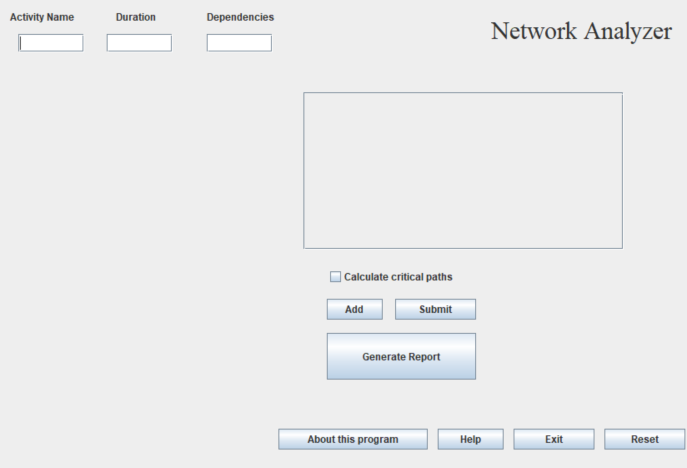 Activity Name Duration Dependencies
Network Analyzer
Calculate critical paths
Add Submit
Generate Report
About this program Help Exit Reset